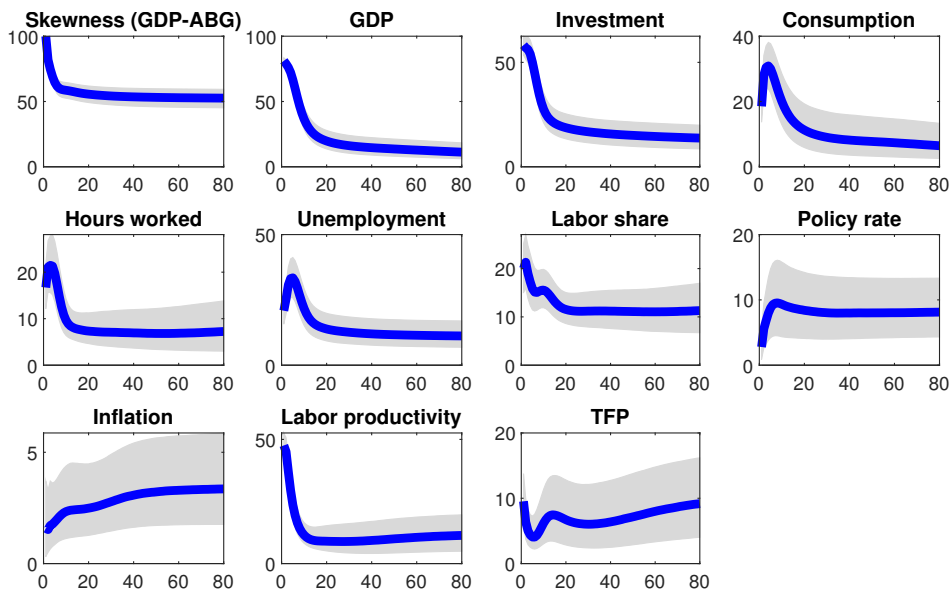 Skewness (GDP-ABG)
100
50
0
0 20 40 60 80
GDP
100
50
0
0 20 40 60 80
Investment
50
0
0 20 40 60 80
Consumption
40
20
0
0 20 40 60 80
Hours worked
20
10
0
0 20 40 60 80
Unemployment
50
0
0 20 40 60 80
Labor share
20
10
0
0 20 40 60 80
Policy rate
20
10
0
0 20 40 60 80
Inflation
5
0
0 20 40 60 80
Labor productivity
50
0
0 20 40 60 80
TFP
20
10
0
0 20 40 60 80